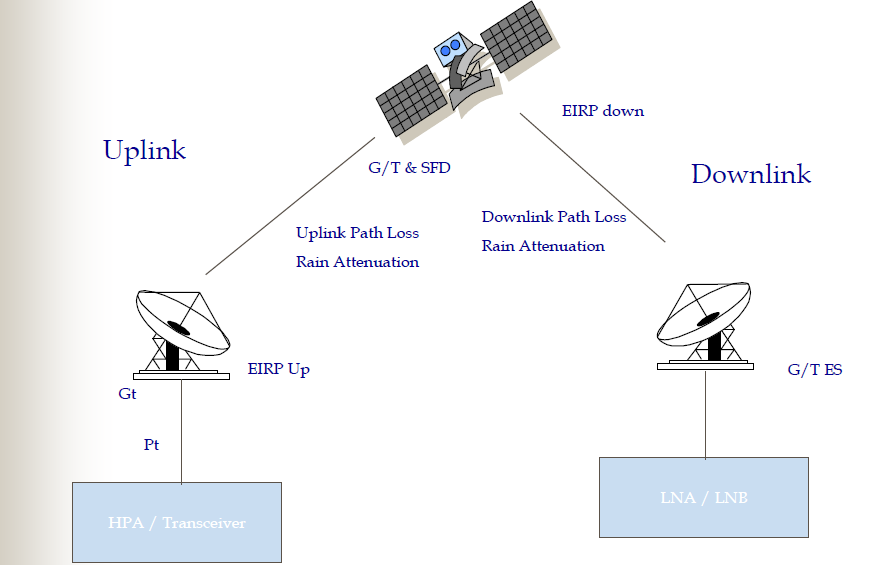 EIRP down
Uplink
G/T & SFD
Downlink
Uplink Path Loss
Rain Attenuation
Downlink Path Loss
Rain Attenuation
EIRP Up
G/T ES
Gt
Pt
HPA / Transceiver
LNA / LNB